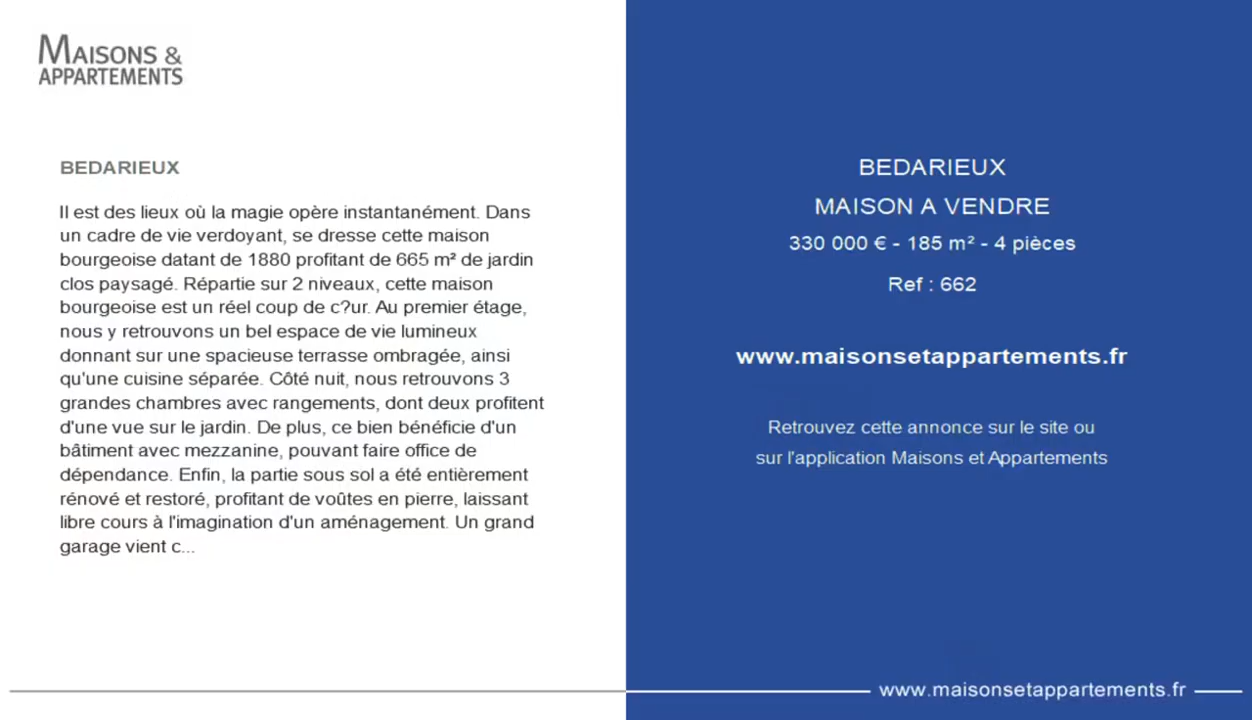 MAISONS &
APPARTEMENTS
BEDARIEUX
Il est des lieux où la magie opère instantanément. Dans
un cadre de vie verdoyant, se dresse cette maison
bourgeoise datant de 1880 profitant de 665 m² de jardin
clos paysagé. Répartie sur 2 niveaux, cette maison
bourgeoise est un réel coup de c?ur. Au premier étage,
nous y retrouvons un bel espace de vie lumineux
donnant sur une spacieuse terrasse ombragée, ainsi
qu'une cuisine séparée. Côté nuit, nous retrouvons 3
grandes chambres avec rangements, dont deux profitent
d'une vue sur le jardin. De plus, ce bien bénéficie d'un
bâtiment avec mezzanine, pouvant faire office de
dépendance. Enfin, la partie sous sol a été entièrement
rénové et restoré, profitant de voûtes en pierre, laissant
libre cours à l'imagination d'un aménagement. Un grand
garage vient c...
BEDARIEUX
MAISON A VENDRE
330 000 € - 185 m² - 4 pièces
Ref : 662
www.maisonsetappartements.fr
Retrouvez cette annonce sur le site ou
sur l'application Maisons et Appartements
www.maisonsetappartements.fr